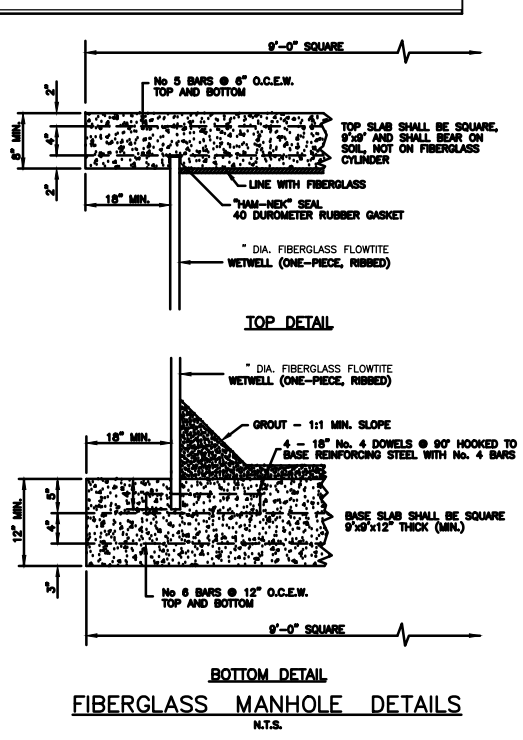 9'-0" SQUARE
No 5 BARS @ 6" O.C.E.W.
TOP AND BOTTOM
2"
8" MIN.
4"
2"
TOP SLAB SHALL BE SQUARE,
9'x9' AND SHALL BEAR ON
SOIL, NOT ON FIBERGLASS
CYLINDER
LINE WITH FIBERGLASS
18" MIN.
"HAM-NEK" SEAL
40 DUROMETER RUBBER GASKET
" DIA. FIBERGLASS FLOWTITE
WETWELL (ONE-PIECE, RIBBED)
TOP DETAIL
" DIA. FIBERGLASS FLOWTITE
WETWELL (ONE-PIECE, RIBBED)
GROUT - 1:1 MIN. SLOPE
18" MIN.
4 - 18" No. 4 DOWELS @ 90° HOOKED TO
BASE REINFORCING STEEL WITH No. 4 BARS
12" MIN.
5"
4"
3"
BASE SLAB SHALL BE SQUARE
9'x9'x12" THICK (MIN.)
No 6 BARS @ 12" O.C.E.W.
TOP AND BOTTOM
9'-0" SQUARE
BOTTOM DETAIL
FIBERGLASS MANHOLE DETAILS
N.T.S.